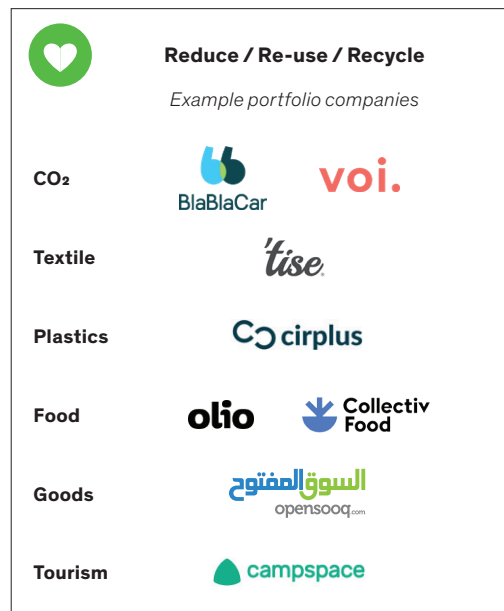 Reduce / Re-use / Recycle
Example portfolio companies
CO₂
BlaBlaCar
voi.
Textile
'tise
Plastics
cirplus
Food
olio
Collectiv
Food
Goods
السوق المفتوح
opensooq.com
Tourism
campspace